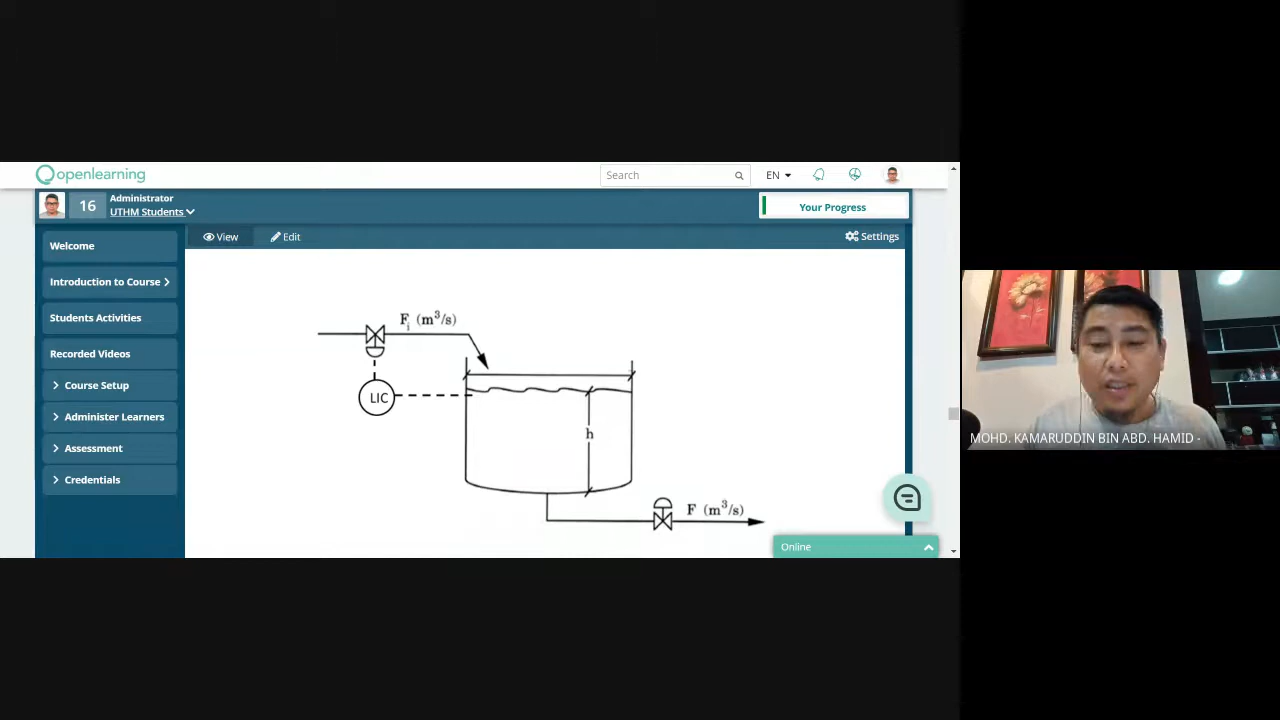 openlearning
Search
EN
16
Administrator
UTHM Students
Your Progress
View
Edit
Settings
Welcome
Introduction to Course
Students Activities
Recorded Videos
Course Setup
Administer Learners
Assessment
Credentials
Fi (m³/s)
LIC
h
F (m³/s)
Online
MOHD. KAMARUDDIN BIN ABD. HAMID -